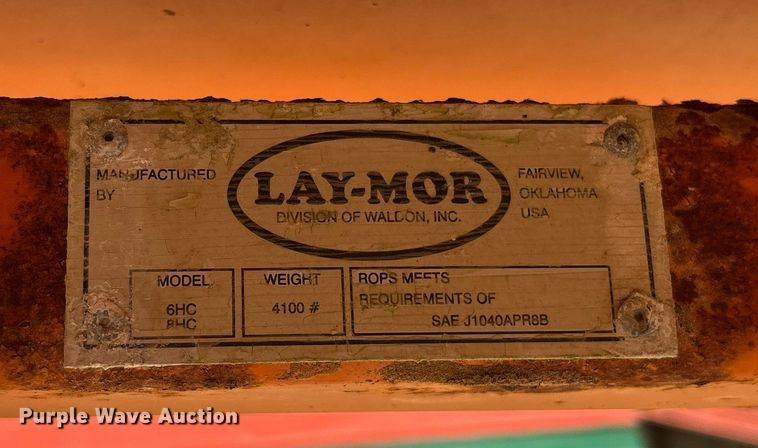 MANUFACTURED
BY
LAY-MOR
DIVISION OF WALDON, INC.
FAIRVIEW,
OKLAHOMA
USA
MODEL
6HC
8HC
WEIGHT
4100 #
ROPS MEETS
REQUIREMENTS OF
SAE J1040APR8B
Purple Wave Auction